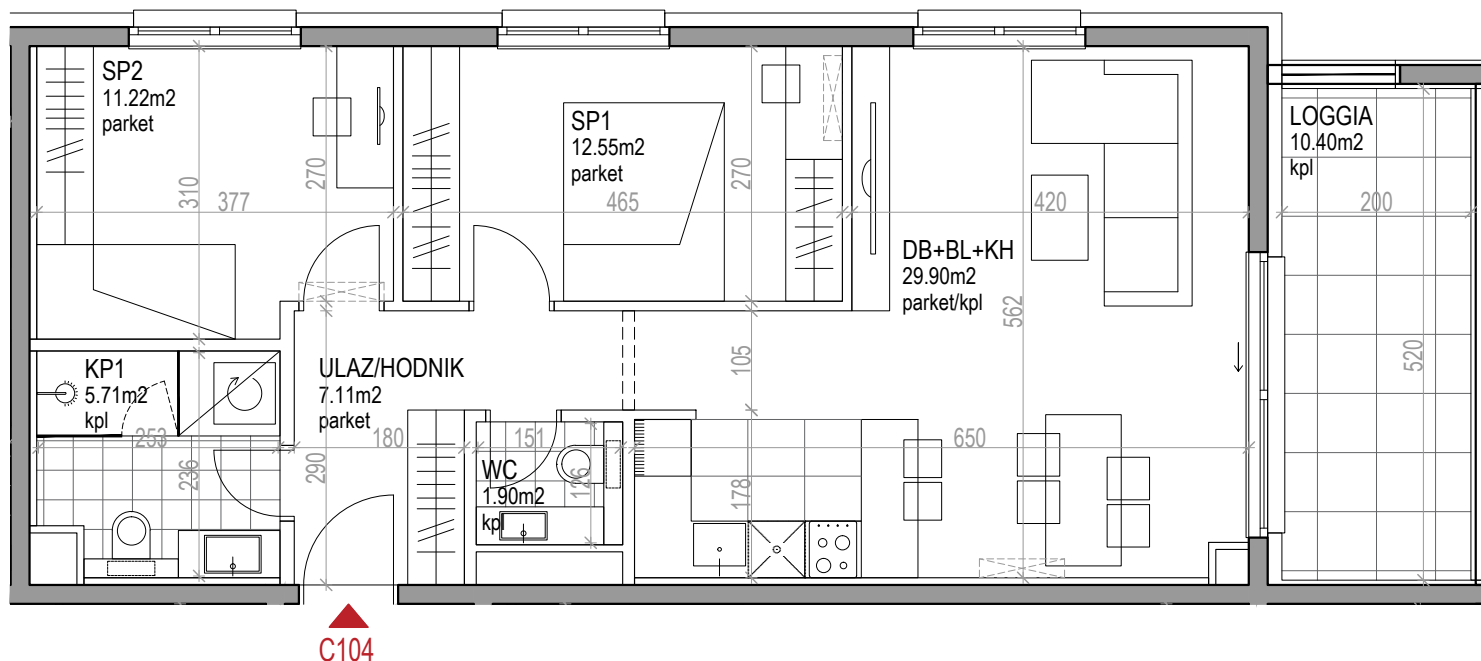 SP2
11.22m2
parket
SP1
12.55m2
parket
LOGGIA
10.40m2
kpl
310
270
377
465
270
420
200
DB+BL+KH
29.90m2
parket/kpl
562
520
105
KP1
5.71m2
kpl
ULAZ/HODNIK
7.11m2
parket
253
236
180
290
151
WC
1.90m2
kpl
126
178
650
C104